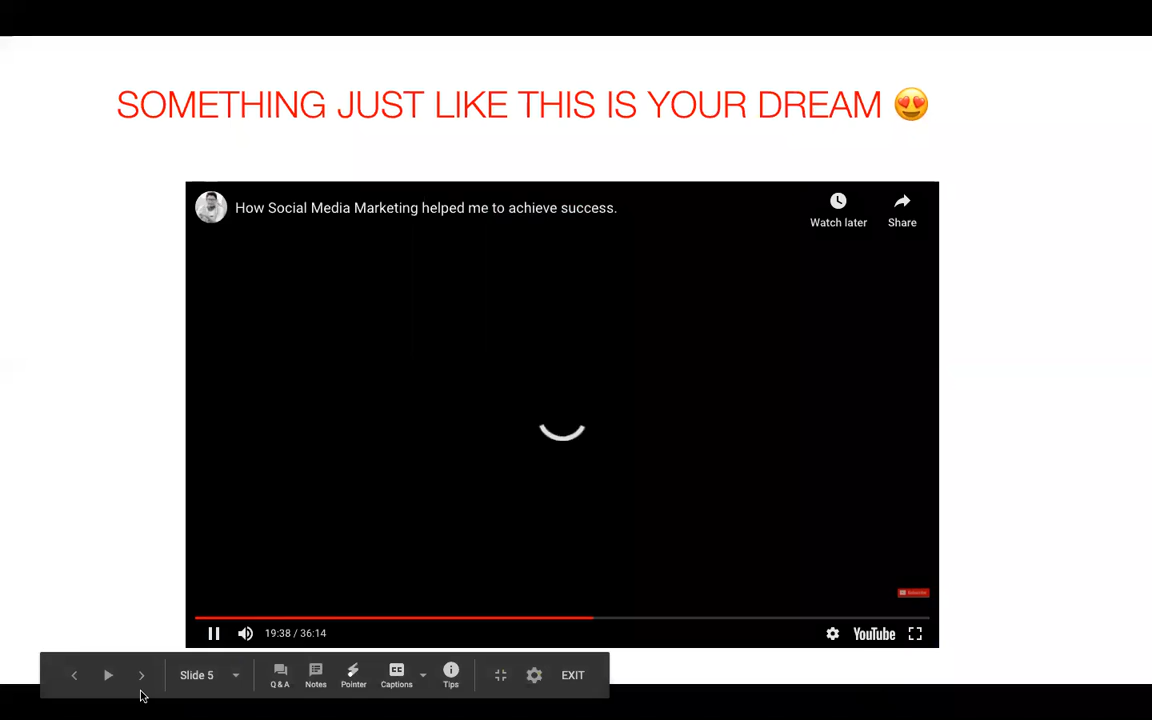 SOMETHING JUST LIKE THIS IS YOUR DREAM 😍
How Social Media Marketing helped me to achieve success.
Watch later
Share
19:38 / 36:14
YouTube
Slide 5
Q & A
Notes
Pointer
Captions
Tips
EXIT